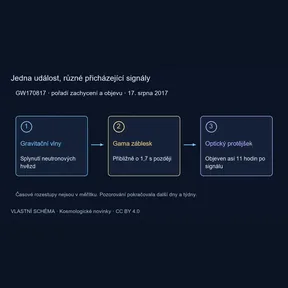 Jedna událost, různé přicházející signály
GW170817 · pořadí zachycení a objevu · 17. srpna 2017
1
Gravitační vlny
Splynutí neutronových
hvězd
2
Gama záblesk
Přibližně o 1,7 s později
3
Optický protějšek
Objeven asi 11 hodin po
signálu
Časové rozestupy nejsou v měřítku. Pozorování pokračovala další dny a týdny.
VLASTNÍ SCHÉMA · Kosmologické novinky · CC BY 4.0